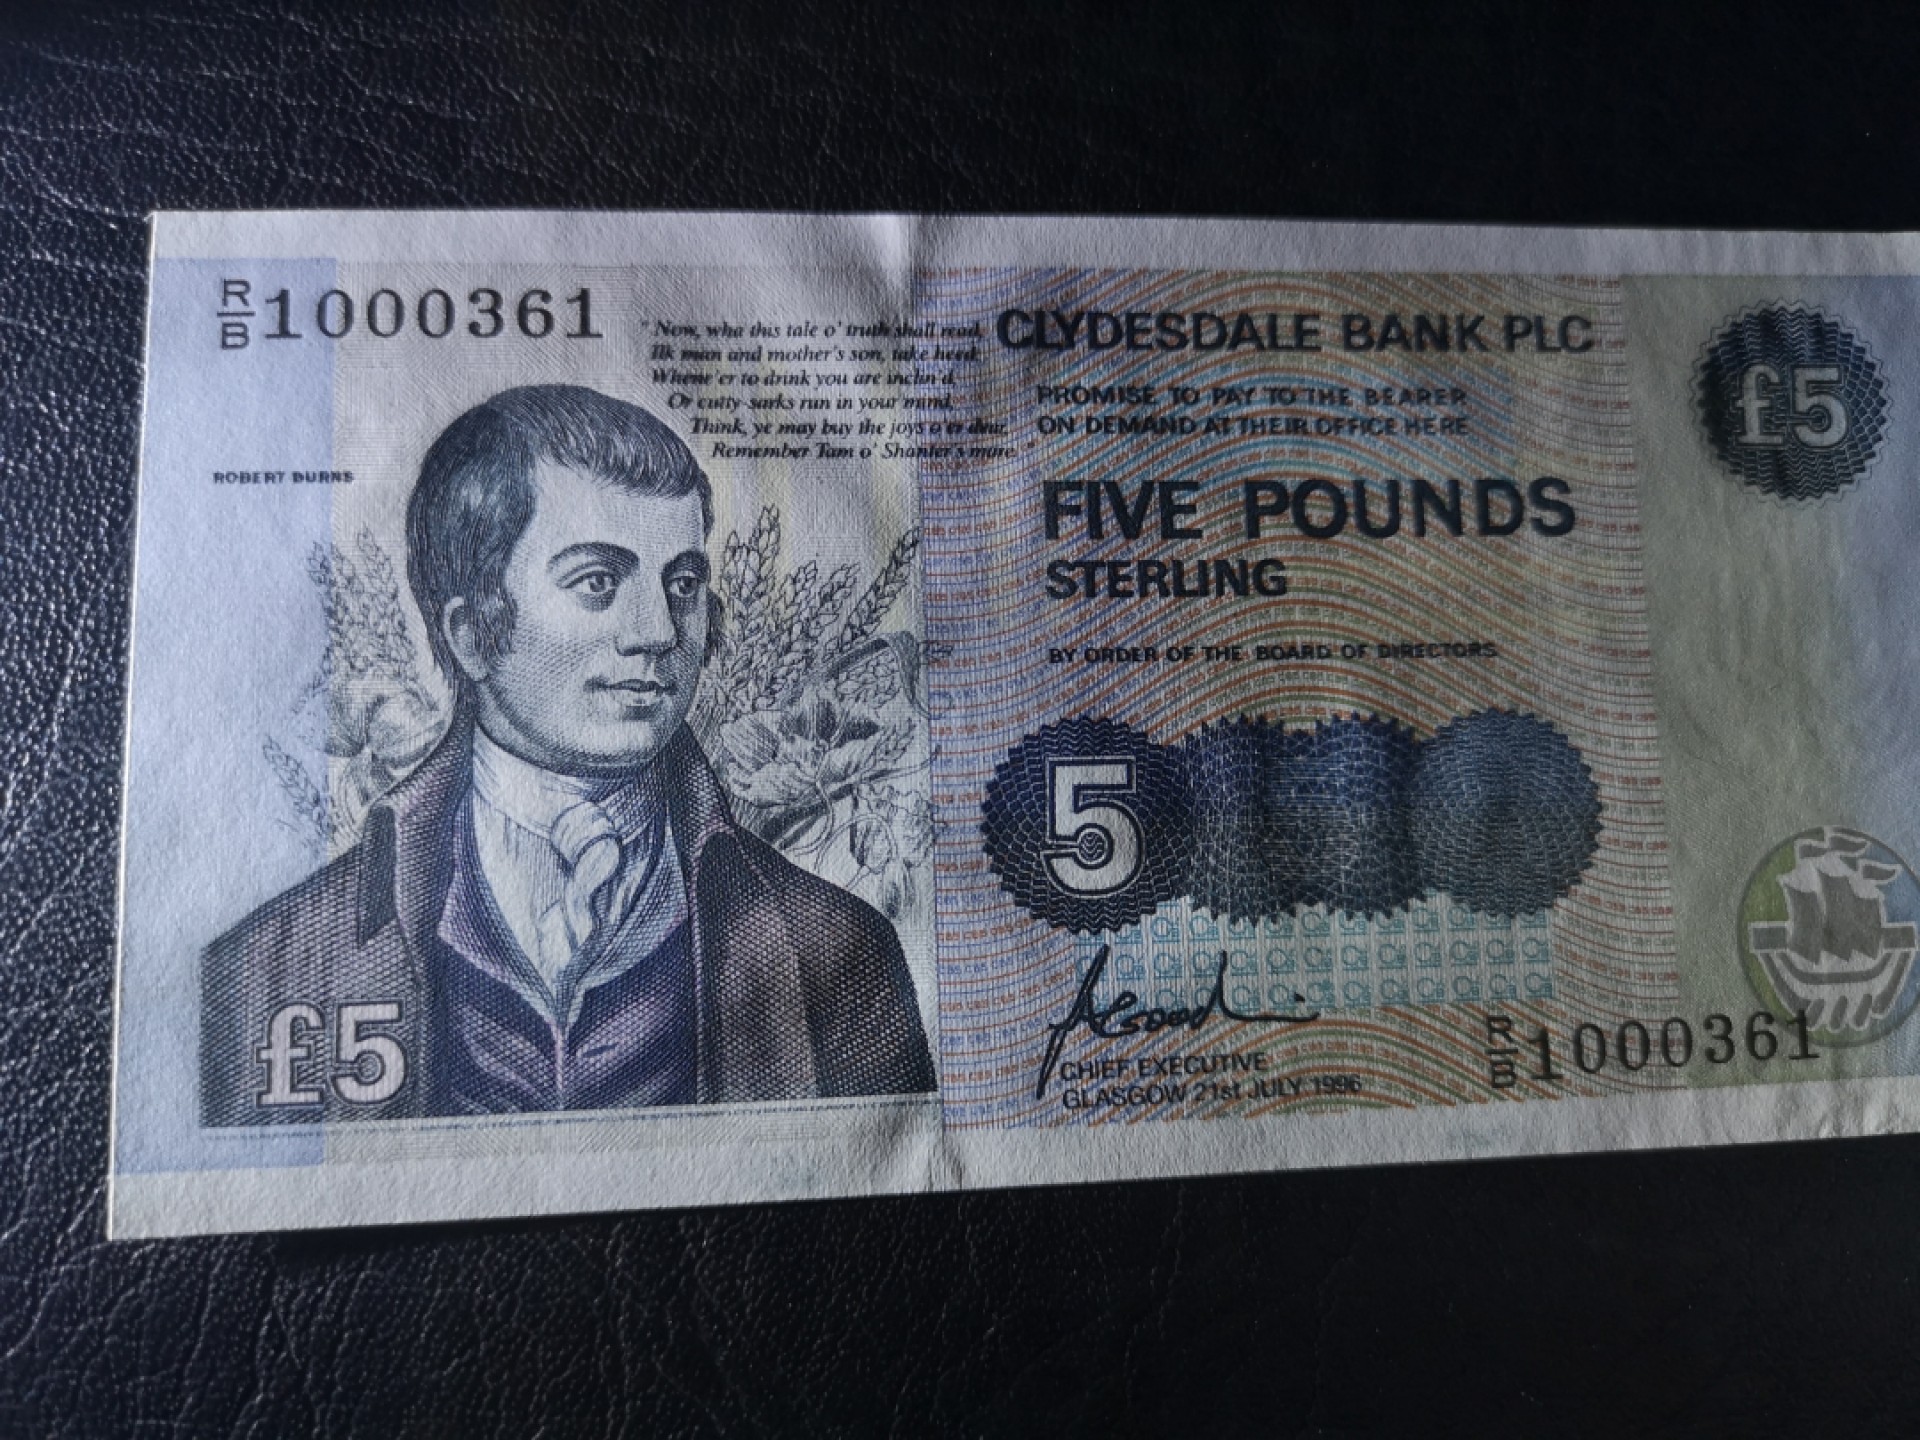 R/B 1000361
" Now, wha this tale o' truth shall read,
Ilk man and mother's son, take heed:
Whene'er to drink you are inclin'd,
Or cutty-sarks run in your mind,
Think, ye may buy the joys o'er dear,
Remember Tam o' Shanter's mare. "
ROBERT BURNS
£5
CLYDESDALE BANK PLC
PROMISE TO PAY TO THE BEARER
ON DEMAND AT THEIR OFFICE HERE
FIVE POUNDS
STERLING
BY ORDER OF THE BOARD OF DIRECTORS
5
CHIEF EXECUTIVE
GLASGOW 21st JULY 1996
£5
R/B 1000361